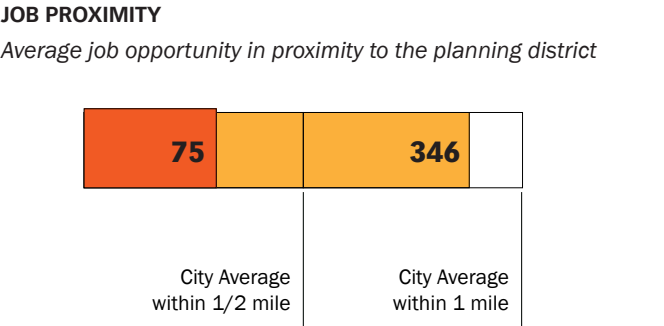 JOB PROXIMITY
Average job opportunity in proximity to the planning district
75 346
City Average
within 1/2 mile
City Average
within 1 mile